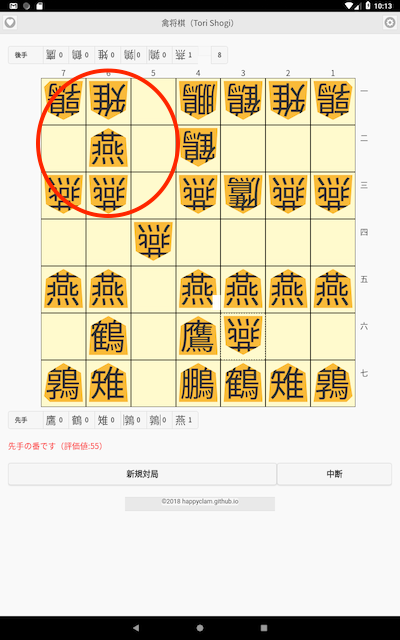 10:13
禽将棋（Tori Shogi）
後手 鷹 0 鶴 0 雉 0 鶉 0 鶉 0 燕 1 8
7 6 5 4 3 2 1
鶉 雉 鵬 鶴 雉 鶉 一
燕 鶴 二
燕 燕 燕 鷹 燕 燕 三
燕 四
燕 燕 燕 燕 燕 燕 五
鶴 鷹 燕 六
鶉 雉 鵬 鶴 雉 鶉 七
先手 鷹 0 鶴 0 雉 0 鶉 0 鶉 0 燕 1
先手の番です（評価値:55）
新規対局 中断
©2018 happyclam.github.io